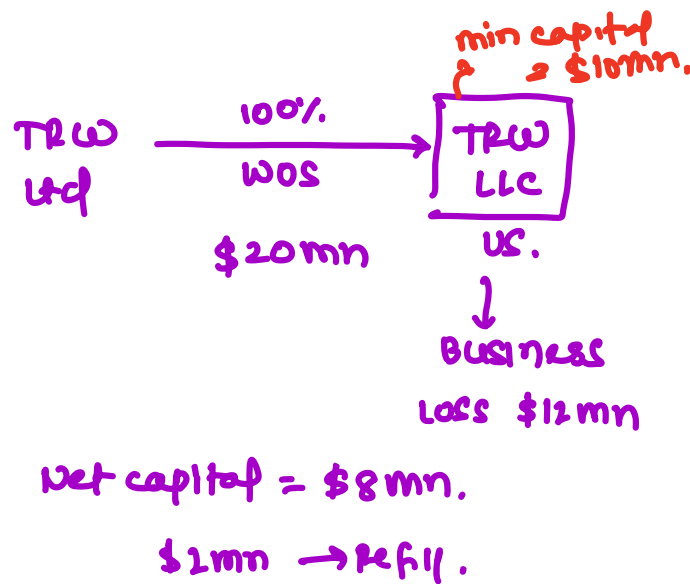 min capital
= $10mn.
TRW
Ltd
100%
WOS
$20mn
TRW
LLC
US.
Business
Loss $12mn
Net capital = $8mn.
$2mn → Refill.